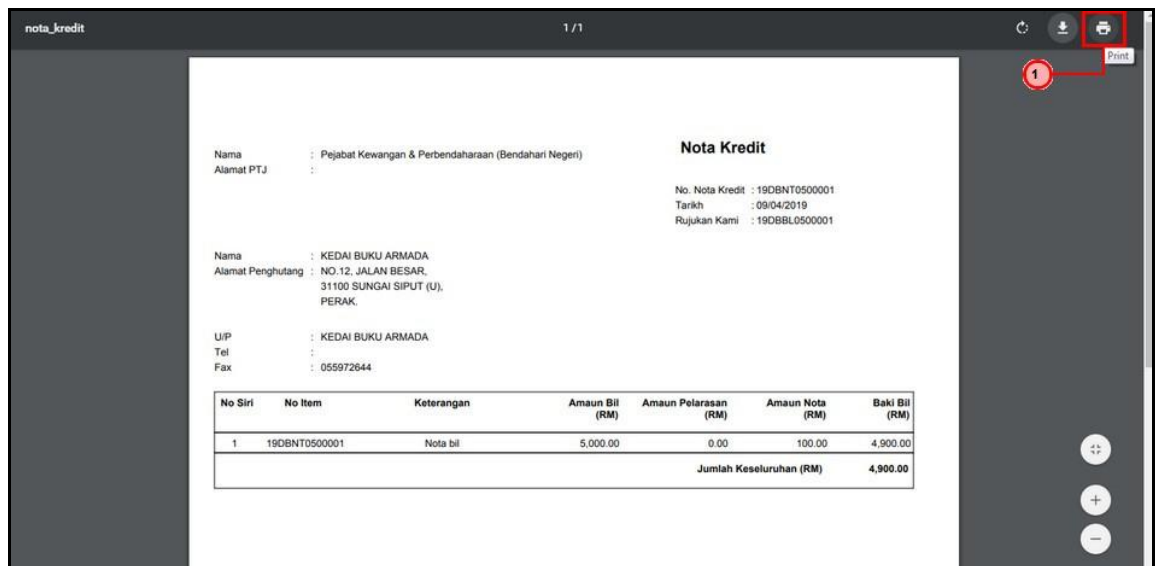 nota_kredit
1 / 1
Print
1
Nota Kredit
Nama : Pejabat Kewangan & Perbendaharaan (Bendahari Negeri)
Alamat PTJ :
No. Nota Kredit : 19DBNT0500001
Tarikh : 09/04/2019
Rujukan Kami : 19DBBL0500001
Nama : KEDAI BUKU ARMADA
Alamat Penghutang : NO.12, JALAN BESAR,
31100 SUNGAI SIPUT (U),
PERAK.
U/P : KEDAI BUKU ARMADA
Tel :
Fax : 055972644
No Siri No Item Keterangan Amaun Bil (RM) Amaun Pelarasan (RM) Amaun Nota (RM) Baki Bil (RM)
1 19DBNT0500001 Nota bil 5,000.00 0.00 100.00 4,900.00
Jumlah Keseluruhan (RM) 4,900.00